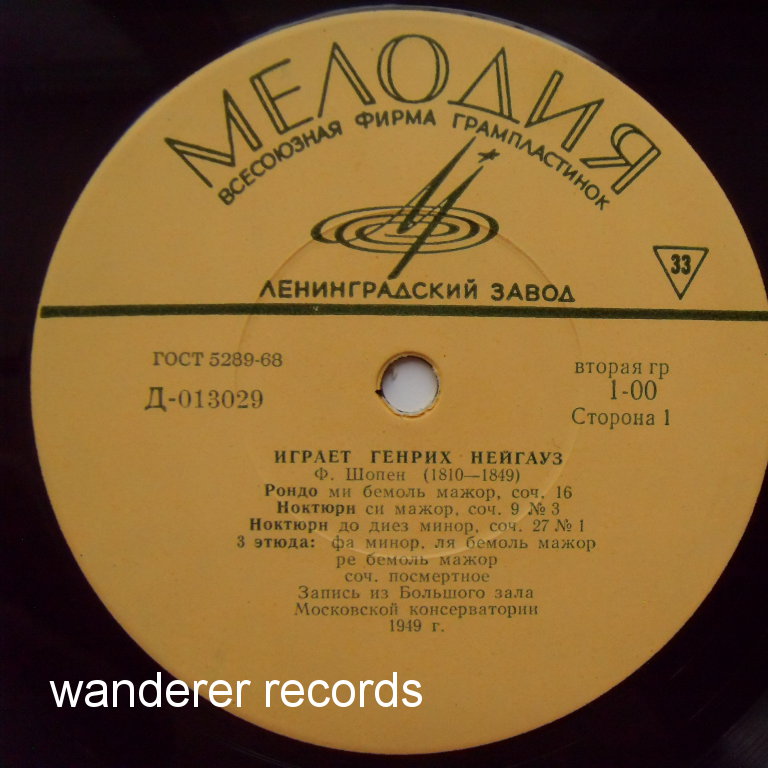 МЕЛОДИЯ
ВСЕСОЮЗНАЯ ФИРМА ГРАМПЛАСТИНОК
ЛЕНИНГРАДСКИЙ ЗАВОД
33
ГОСТ 5289-68
Д-013029
вторая гр
1-00
Сторона 1
ИГРАЕТ ГЕНРИХ НЕЙГАУЗ
Ф. Шопен (1810—1849)
Рондо ми бемоль мажор, соч. 16
Ноктюрн си мажор, соч. 9 № 3
Ноктюрн до диез минор, соч. 27 № 1
3 этюда: фа минор, ля бемоль мажор
ре бемоль мажор
соч. посмертное
Запись из Большого зала
Московской консерватории
1949 г.
wanderer records